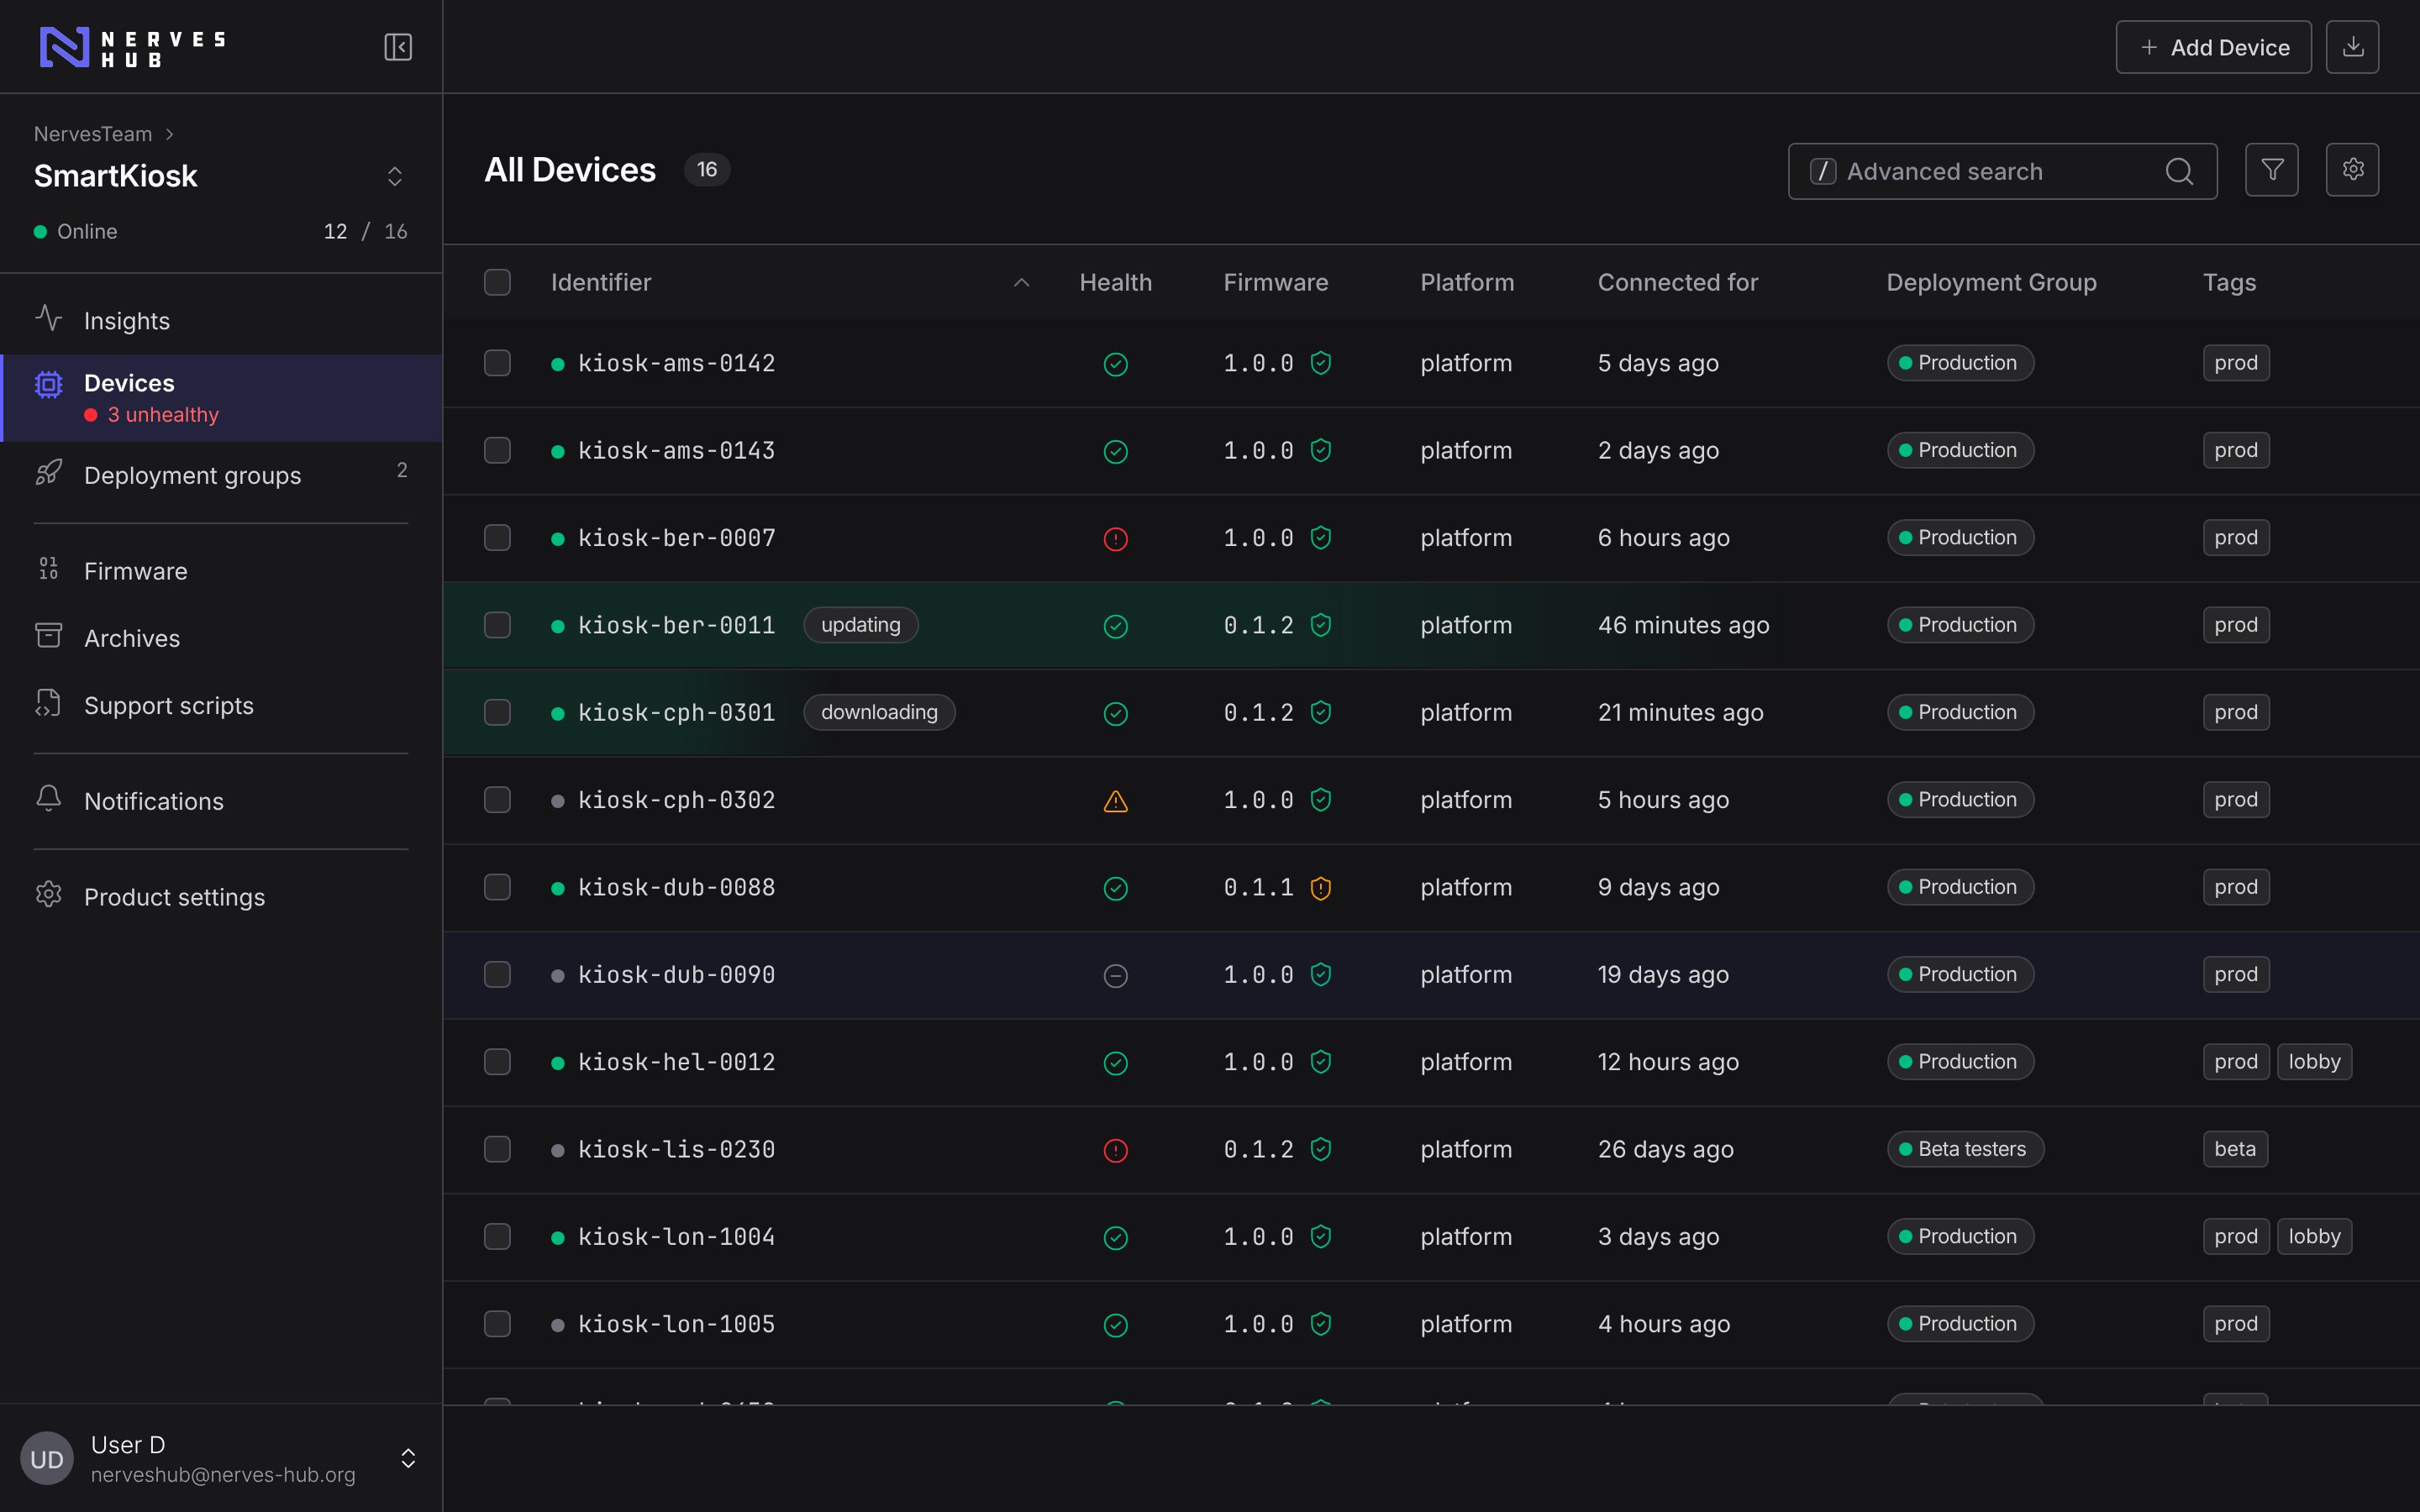 NERVES
HUB
Add Device
NervesTeam
SmartKiosk
Online 12 / 16
Insights
Devices
3 unhealthy
Deployment groups 2
Firmware
Archives
Support scripts
Notifications
Product settings
User D
UD
nerveshub@nerves-hub.org
All Devices 16
/ Advanced search
Identifier Health Firmware Platform Connected for Deployment Group Tags
kiosk-ams-0142 1.0.0 platform 5 days ago Production prod
kiosk-ams-0143 1.0.0 platform 2 days ago Production prod
kiosk-ber-0007 1.0.0 platform 6 hours ago Production prod
kiosk-ber-0011 updating 0.1.2 platform 46 minutes ago Production prod
kiosk-cph-0301 downloading 0.1.2 platform 21 minutes ago Production prod
kiosk-cph-0302 1.0.0 platform 5 hours ago Production prod
kiosk-dub-0088 0.1.1 platform 9 days ago Production prod
kiosk-dub-0090 1.0.0 platform 19 days ago Production prod
kiosk-hel-0012 1.0.0 platform 12 hours ago Production prod lobby
kiosk-lis-0230 0.1.2 platform 26 days ago Beta testers beta
kiosk-lon-1004 1.0.0 platform 3 days ago Production prod lobby
kiosk-lon-1005 1.0.0 platform 4 hours ago Production prod